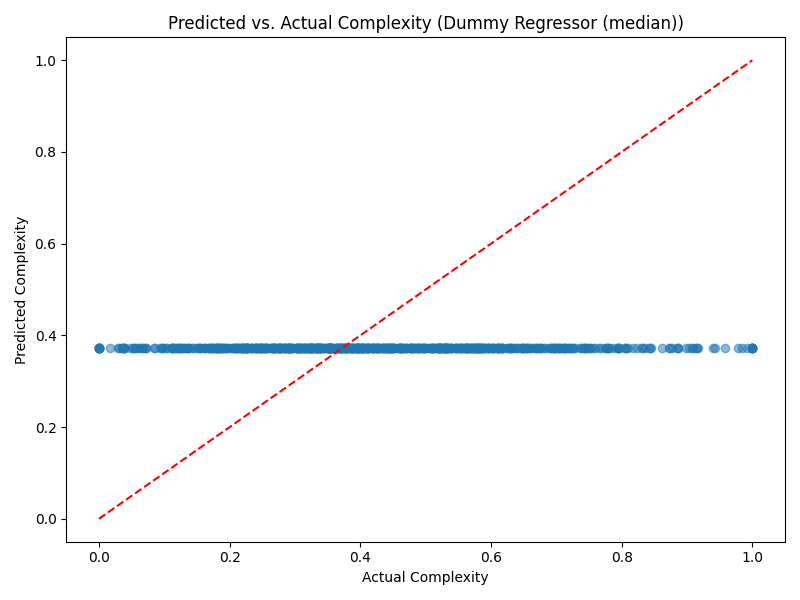 Predicted vs. Actual Complexity (Dummy Regressor (median))
Predicted Complexity
1.0
0.8
0.6
0.4
0.2
0.0
0.0 0.2 0.4 0.6 0.8 1.0
Actual Complexity